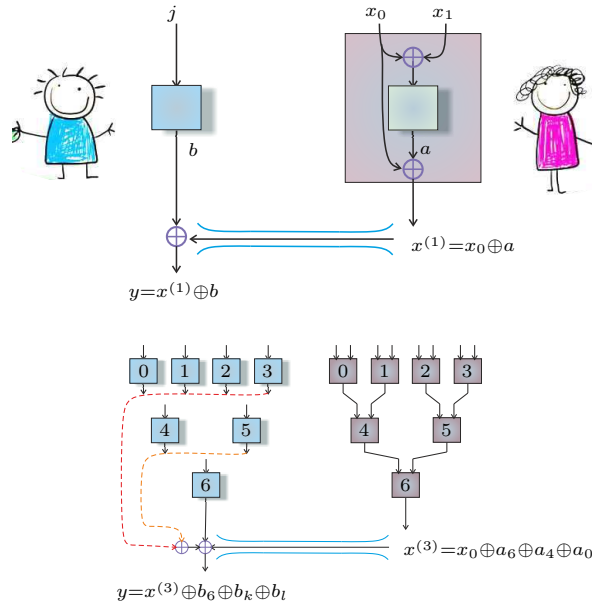 j
x₀ x₁
b
a
x⁽¹⁾=x₀⊕a
y=x⁽¹⁾⊕b
0 1 2 3
0 1 2 3
4 5
4 5
6
6
x⁽³⁾=x₀⊕a₆⊕a₄⊕a₀
y=x⁽³⁾⊕b₆⊕bₖ⊕bₗ